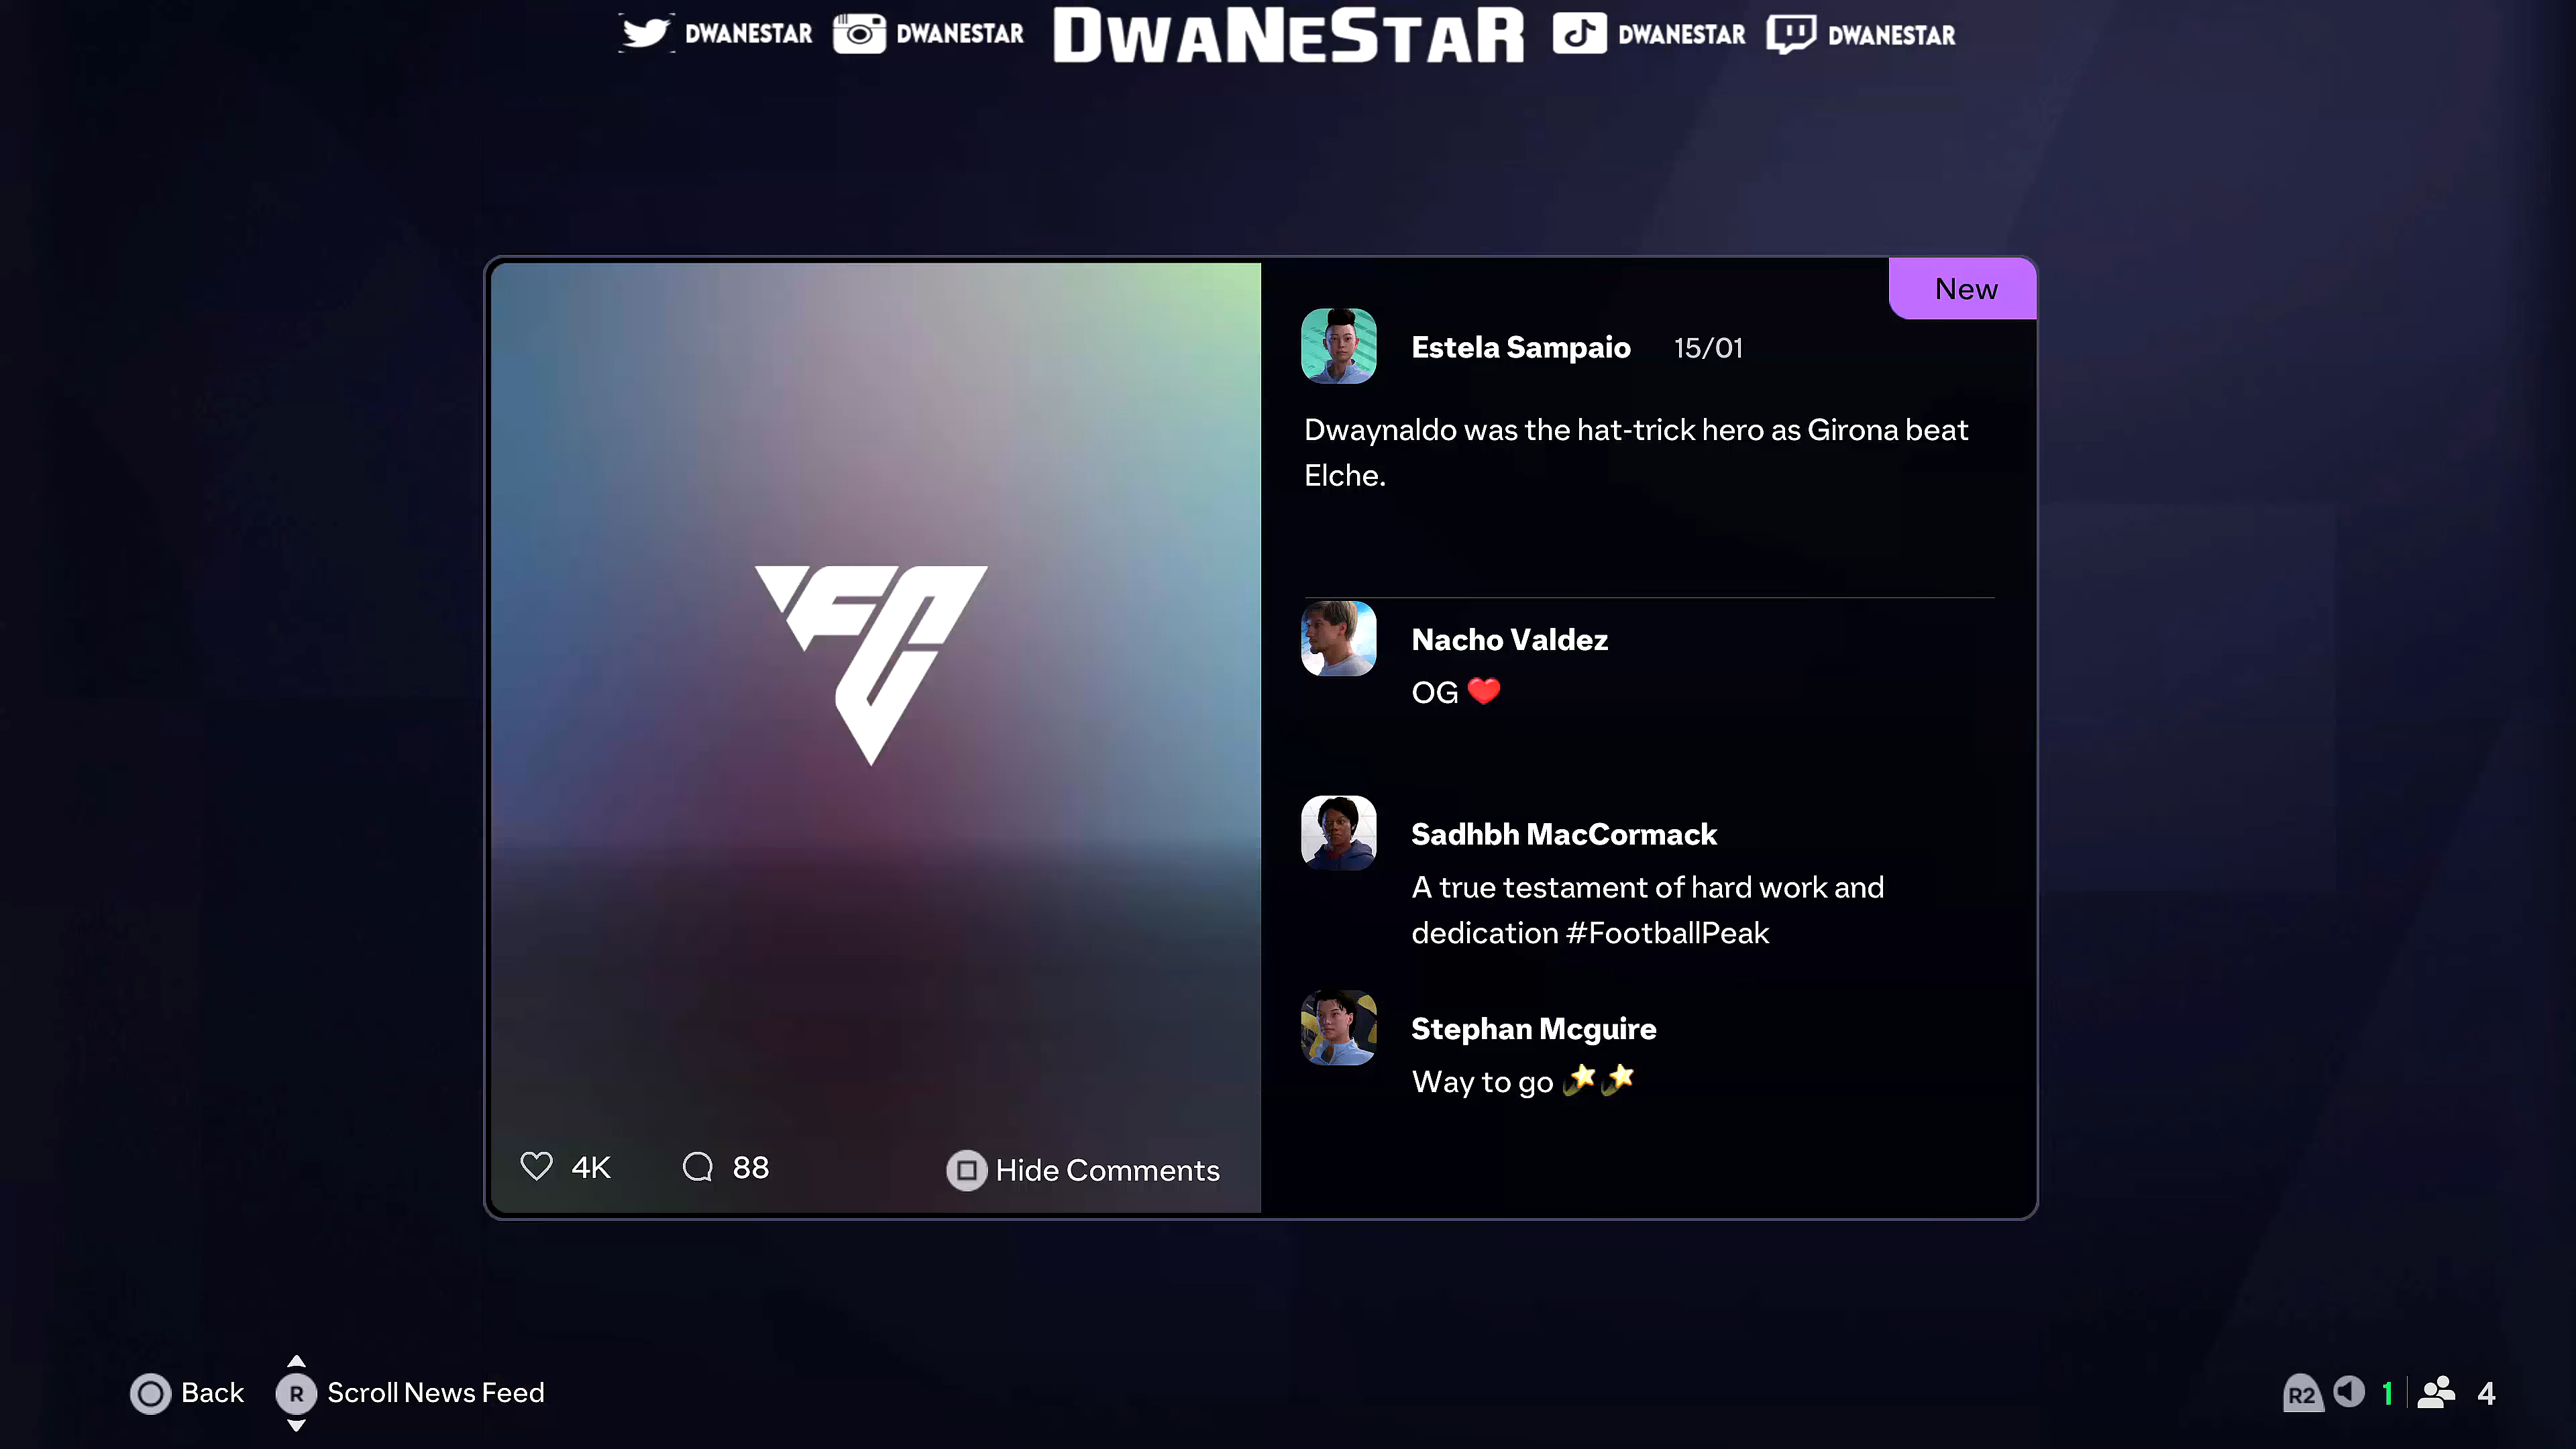 DWANESTAR DWANESTAR DWANESTAR DWANESTAR DWANESTAR
New
Estela Sampaio 15/01
Dwaynaldo was the hat-trick hero as Girona beat
Elche.
FC
Nacho Valdez
OG ❤️
Sadhbh MacCormack
A true testament of hard work and
dedication #FootballPeak
Stephan Mcguire
Way to go 🌠🌠
4K 88 Hide Comments
Back R Scroll News Feed
R2 1 4